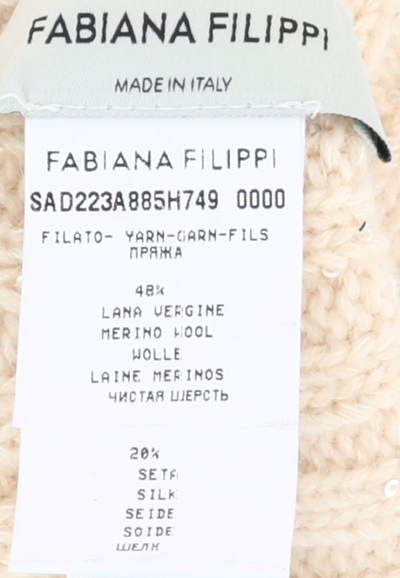 FABIANA FILIPPI
MADE IN ITALY
FABIANA FILIPPI
SAD223A885H749 0000
FILATO- YARN-GARN-FILS
ПРЯЖА
48%
LANA VERGINE
MERINO WOOL
WOLLE
LAINE MERINOS
ЧИСТАЯ ШЕРСТЬ
20%
SETA
SILK
SEIDE
SOIDE
ШЕЛК